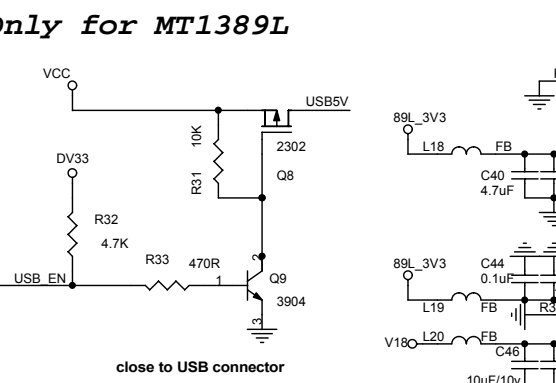 Only for MT1389L
VCC
USB5V
10K
R31
2302
Q8
DV33
R32
4.7K
R33
470R
USB_EN
1
2
Q9
3904
3
close to USB connector
89L_3V3
L18
FB
C40
4.7uF
89L_3V3
C44
0.1uF
L19
FB
R3
V18
L20
FB
C46
10uF/10v